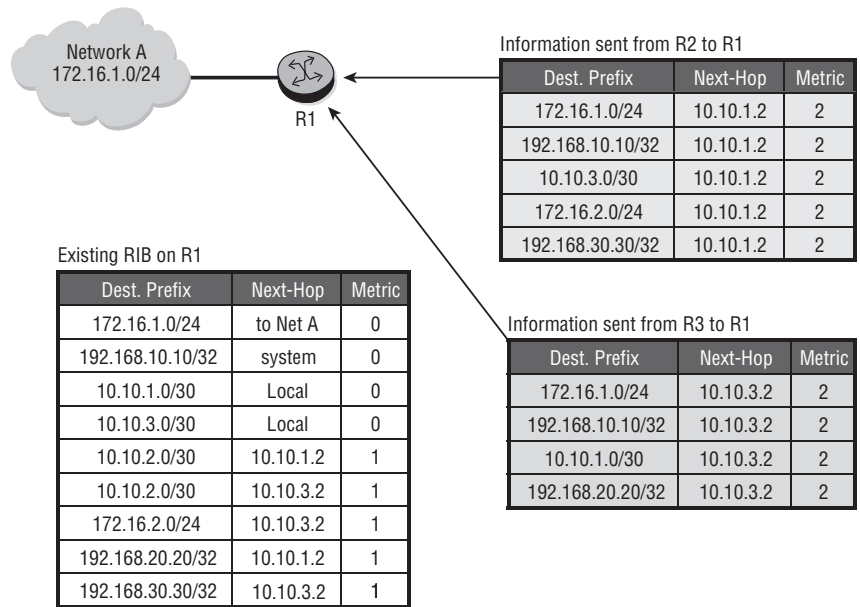 Network A
172.16.1.0/24
R1
Information sent from R2 to R1
Dest. Prefix Next-Hop Metric
172.16.1.0/24 10.10.1.2 2
192.168.10.10/32 10.10.1.2 2
10.10.3.0/30 10.10.1.2 2
172.16.2.0/24 10.10.1.2 2
192.168.30.30/32 10.10.1.2 2
Existing RIB on R1
Dest. Prefix Next-Hop Metric
172.16.1.0/24 to Net A 0
192.168.10.10/32 system 0
10.10.1.0/30 Local 0
10.10.3.0/30 Local 0
10.10.2.0/30 10.10.1.2 1
10.10.2.0/30 10.10.3.2 1
172.16.2.0/24 10.10.3.2 1
192.168.20.20/32 10.10.1.2 1
192.168.30.30/32 10.10.3.2 1
Information sent from R3 to R1
Dest. Prefix Next-Hop Metric
172.16.1.0/24 10.10.3.2 2
192.168.10.10/32 10.10.3.2 2
10.10.1.0/30 10.10.3.2 2
192.168.20.20/32 10.10.3.2 2